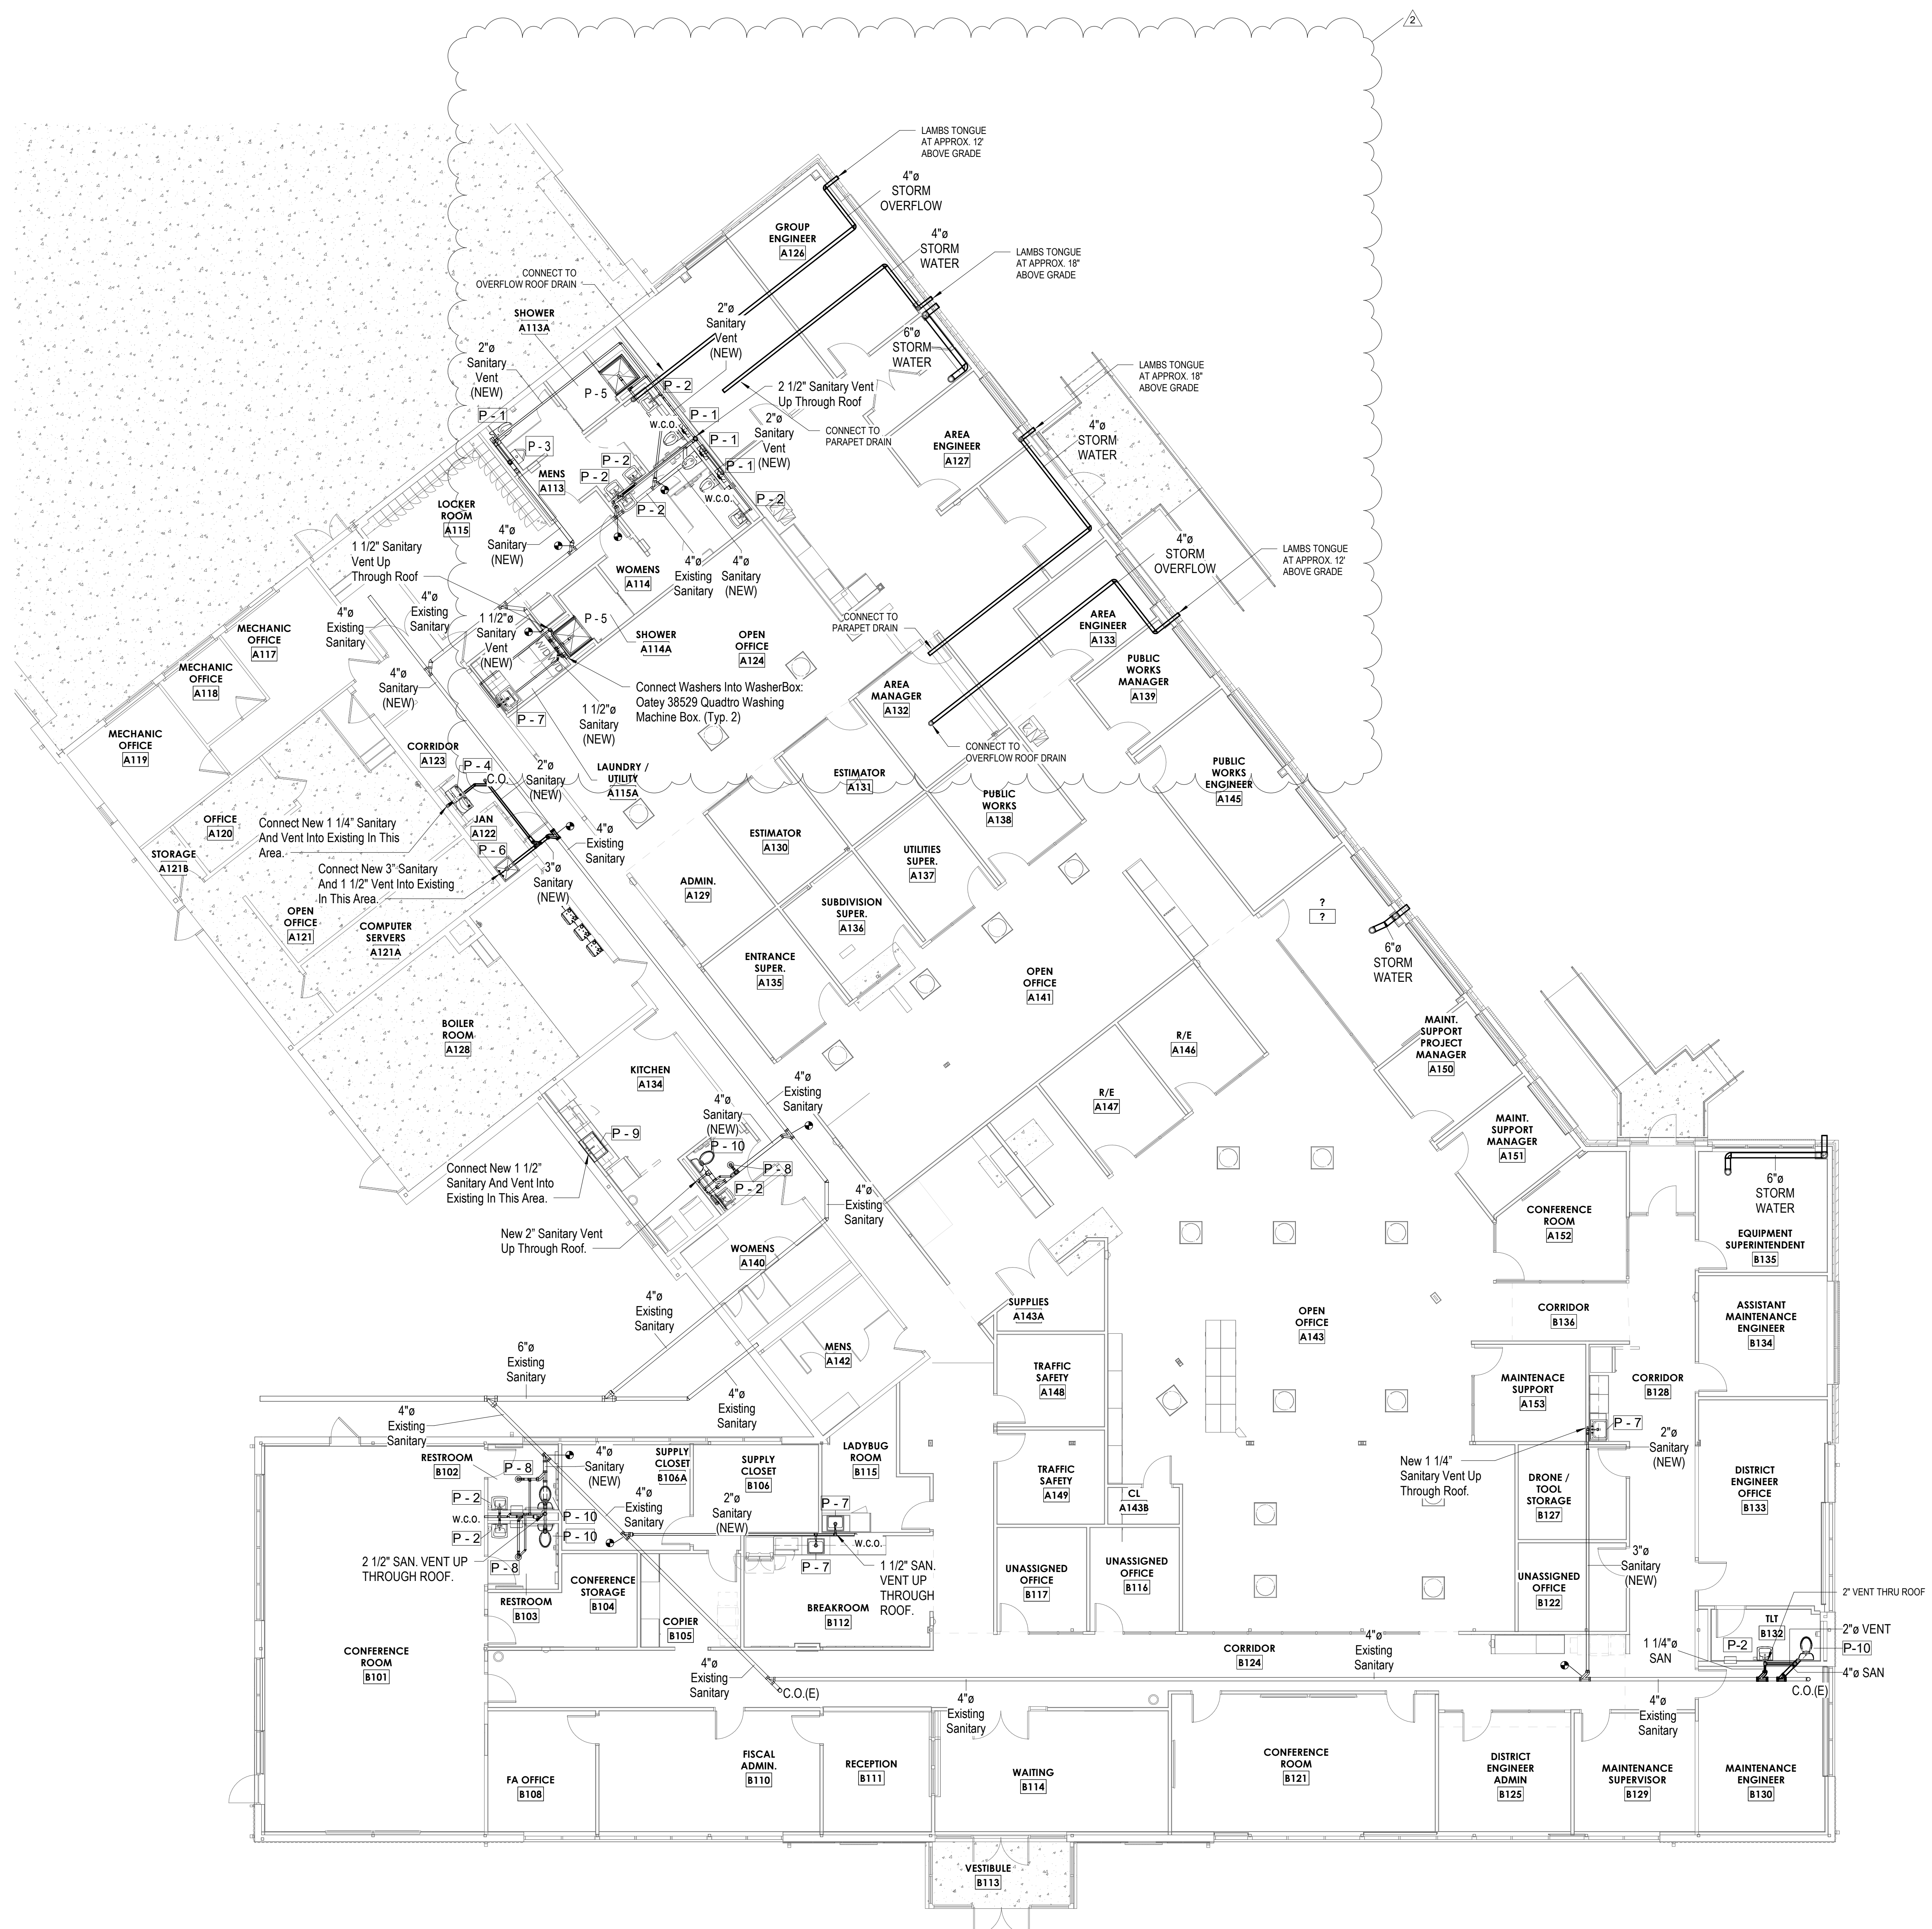 2
LAMBS TONGUE
AT APPROX. 12'
ABOVE GRADE
4"ø
STORM
OVERFLOW
GROUP
ENGINEER
A126
4"ø
STORM
WATER
LAMBS TONGUE
AT APPROX. 18"
ABOVE GRADE
CONNECT TO
OVERFLOW ROOF DRAIN
SHOWER
A113A
2"ø
Sanitary
Vent
(NEW)
6"ø
STORM
WATER
2"ø
Sanitary
Vent
(NEW)
LAMBS TONGUE
AT APPROX. 18"
ABOVE GRADE
P - 5
P - 2
2 1/2" Sanitary Vent
Up Through Roof
P - 1
P - 1
W.C.O.
2"ø
Sanitary
Vent
(NEW)
CONNECT TO
PARAPET DRAIN
AREA
ENGINEER
A127
4"ø
STORM
WATER
P - 1
P - 3
P - 1
P - 2
P - 2
MENS
A113
W.C.O.
P - 2
P - 2
LOCKER
ROOM
A115
4"ø
Sanitary
(NEW)
1 1/2" Sanitary
Vent Up
Through Roof
4"ø
Existing
Sanitary
4"ø
Sanitary
(NEW)
WOMENS
A114
4"ø
STORM
OVERFLOW
LAMBS TONGUE
AT APPROX. 12'
ABOVE GRADE
4"ø
Existing
Sanitary
4"ø
Existing
Sanitary
1 1/2"ø
Sanitary
Vent
(NEW)
P - 5
SHOWER
A114A
OPEN
OFFICE
A124
CONNECT TO
PARAPET DRAIN
AREA
ENGINEER
A133
MECHANIC
OFFICE
A117
MECHANIC
OFFICE
A118
4"ø
Sanitary
(NEW)
W/D
W/D
P - 7
1 1/2"ø
Sanitary
(NEW)
Connect Washers Into WasherBox:
Oatey 38529 Quadtro Washing
Machine Box. (Typ. 2)
AREA
MANAGER
A132
PUBLIC
WORKS
MANAGER
A139
MECHANIC
OFFICE
A119
CORRIDOR
A123
P - 4
C.O.
2"ø
Sanitary
(NEW)
LAUNDRY /
UTILITY
A115A
CONNECT TO
OVERFLOW ROOF DRAIN
ESTIMATOR
A131
PUBLIC
WORKS
A138
PUBLIC
WORKS
ENGINEER
A145
OFFICE
A120
Connect New 1 1/4” Sanitary
And Vent Into Existing In This
Area.
JAN
A122
P - 6
4"ø
Existing
Sanitary
ESTIMATOR
A130
STORAGE
A121B
Connect New 3” Sanitary
And 1 1/2” Vent Into Existing
In This Area.
3"ø
Sanitary
(NEW)
UTILITIES
SUPER.
A137
ADMIN.
A129
SUBDIVISION
SUPER.
A136
?
?
OPEN
OFFICE
A121
COMPUTER
SERVERS
A121A
6"ø
STORM
WATER
ENTRANCE
SUPER.
A135
OPEN
OFFICE
A141
BOILER
ROOM
A128
R/E
A146
MAINT.
SUPPORT
PROJECT
MANAGER
A150
KITCHEN
A134
4"ø
Existing
Sanitary
R/E
A147
4"ø
Sanitary
(NEW)
MAINT.
SUPPORT
MANAGER
A151
P - 9
P - 10
P - 8
P - 2
Connect New 1 1/2”
Sanitary And Vent Into
Existing In This Area.
4"ø
Existing
Sanitary
6"ø
STORM
WATER
CONFERENCE
ROOM
A152
New 2” Sanitary Vent
Up Through Roof.
WOMENS
A140
EQUIPMENT
SUPERINTENDENT
B135
4"ø
Existing
Sanitary
SUPPLIES
A143A
OPEN
OFFICE
A143
CORRIDOR
B136
ASSISTANT
MAINTENANCE
ENGINEER
B134
6"ø
Existing
Sanitary
MENS
A142
TRAFFIC
SAFETY
A148
MAINTENACE
SUPPORT
A153
CORRIDOR
B128
4"ø
Existing
Sanitary
4"ø
Existing
Sanitary
P - 7
RESTROOM
B102
P - 8
4"ø
Sanitary
(NEW)
SUPPLY
CLOSET
B106A
SUPPLY
CLOSET
B106
LADYBUG
ROOM
B115
2"ø
Sanitary
(NEW)
New 1 1/4”
Sanitary Vent Up
Through Roof.
TRAFFIC
SAFETY
A149
DRONE /
TOOL
STORAGE
B127
DISTRICT
ENGINEER
OFFICE
B133
P - 2
W.C.O.
P - 2
P - 10
P - 10
4"ø
Existing
Sanitary
2"ø
Sanitary
(NEW)
P - 7
CL
A143B
P - 7
W.C.O.
2 1/2" SAN. VENT UP
THROUGH ROOF.
P - 8
1 1/2" SAN.
VENT UP
THROUGH
ROOF.
UNASSIGNED
OFFICE
B117
UNASSIGNED
OFFICE
B116
3"ø
Sanitary
(NEW)
UNASSIGNED
OFFICE
B122
RESTROOM
B103
CONFERENCE
STORAGE
B104
COPIER
B105
BREAKROOM
B112
2" VENT THRU ROOF
TLT
B132
2"ø VENT
P-2
P-10
1 1/4"ø
SAN
4"ø SAN
C.O.(E)
CONFERENCE
ROOM
B101
4"ø
Existing
Sanitary
C.O.(E)
4"ø
Existing
Sanitary
CORRIDOR
B124
4"ø
Existing
Sanitary
4"ø
Existing
Sanitary
FA OFFICE
B108
FISCAL
ADMIN.
B110
RECEPTION
B111
WAITING
B114
CONFERENCE
ROOM
B121
DISTRICT
ENGINEER
ADMIN
B125
MAINTENANCE
SUPERVISOR
B129
MAINTENANCE
ENGINEER
B130
VESTIBULE
B113